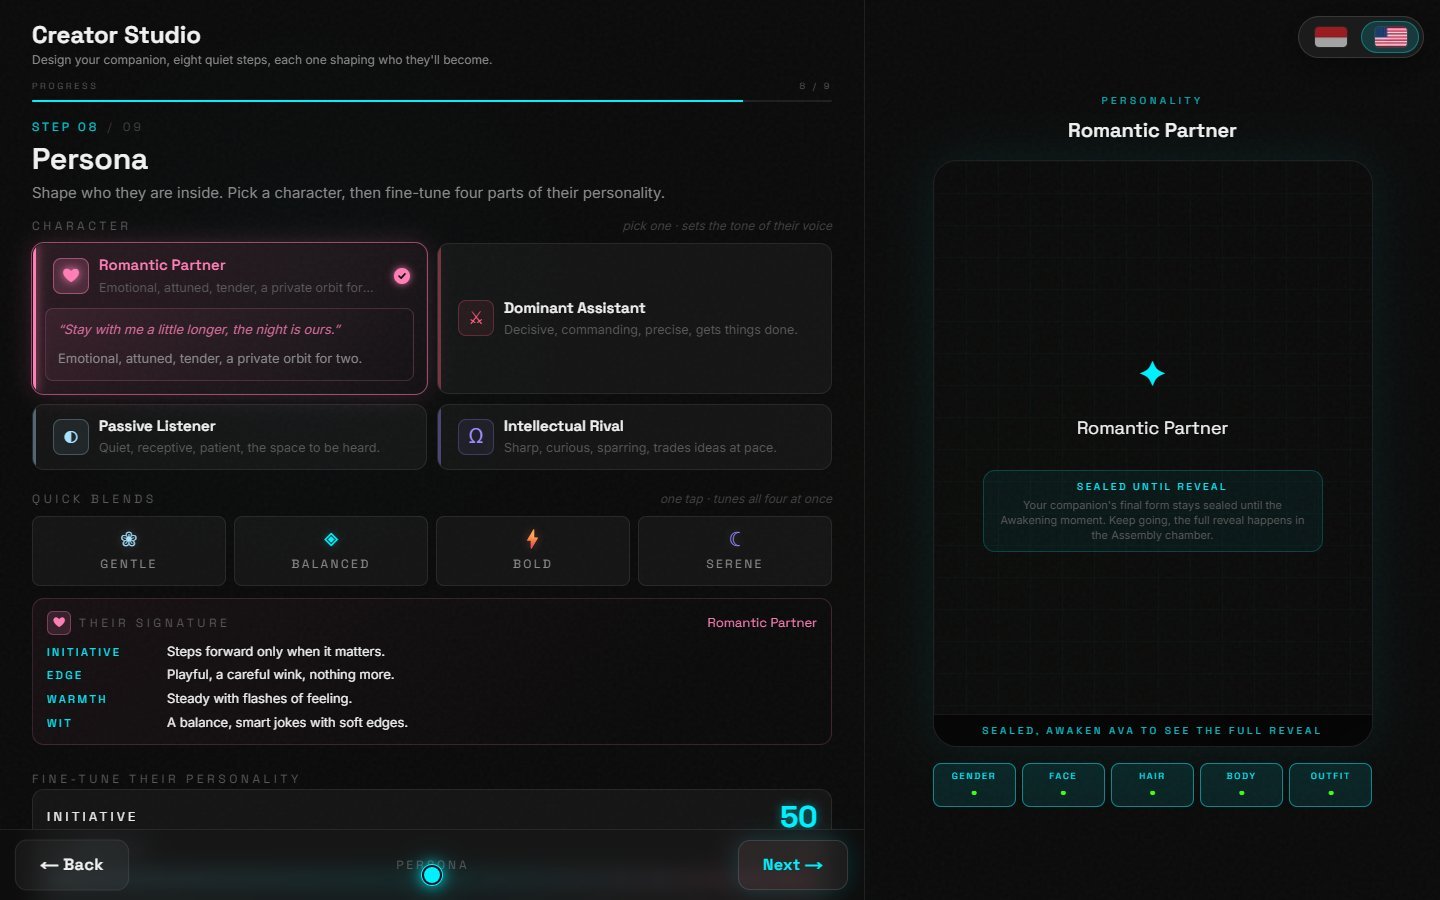 Creator Studio
Design your companion, eight quiet steps, each one shaping who they'll become.
PROGRESS
8 / 9
STEP 08 / 09
Persona
Shape who they are inside. Pick a character, then fine-tune four parts of their personality.
CHARACTER
pick one · sets the tone of their voice
Romantic Partner
Emotional, attuned, tender, a private orbit for...
“Stay with me a little longer, the night is ours.”
Emotional, attuned, tender, a private orbit for two.
Dominant Assistant
Decisive, commanding, precise, gets things done.
Passive Listener
Quiet, receptive, patient, the space to be heard.
Intellectual Rival
Sharp, curious, sparring, trades ideas at pace.
QUICK BLENDS
one tap · tunes all four at once
GENTLE
BALANCED
BOLD
SERENE
THEIR SIGNATURE
Romantic Partner
INITIATIVE Steps forward only when it matters.
EDGE Playful, a careful wink, nothing more.
WARMTH Steady with flashes of feeling.
WIT A balance, smart jokes with soft edges.
FINE-TUNE THEIR PERSONALITY
INITIATIVE
50
← Back
PERSONA
Next →
PERSONALITY
Romantic Partner
Romantic Partner
SEALED UNTIL REVEAL
Your companion's final form stays sealed until the
Awakening moment. Keep going, the full reveal happens in
the Assembly chamber.
SEALED, AWAKEN AVA TO SEE THE FULL REVEAL
GENDER
FACE
HAIR
BODY
OUTFIT